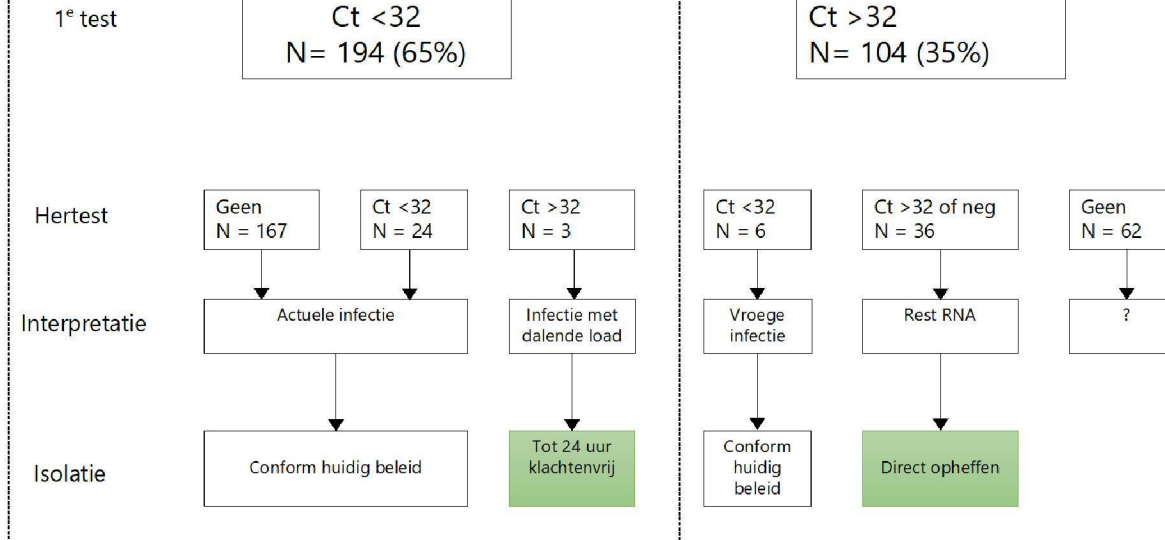 1e test
Ct <32
N= 194 (65%)
Ct >32
N= 104 (35%)
Hertest
Geen
N = 167
Ct <32
N = 24
Ct >32
N = 3
Ct <32
N = 6
Ct >32 of neg
N = 36
Geen
N = 62
Interpretatie
Actuele infectie
Infectie met
dalende load
Vroege
infectie
Rest RNA
?
Isolatie
Conform huidig beleid
Tot 24 uur
klachtenvrij
Conform
huidig
beleid
Direct opheffen